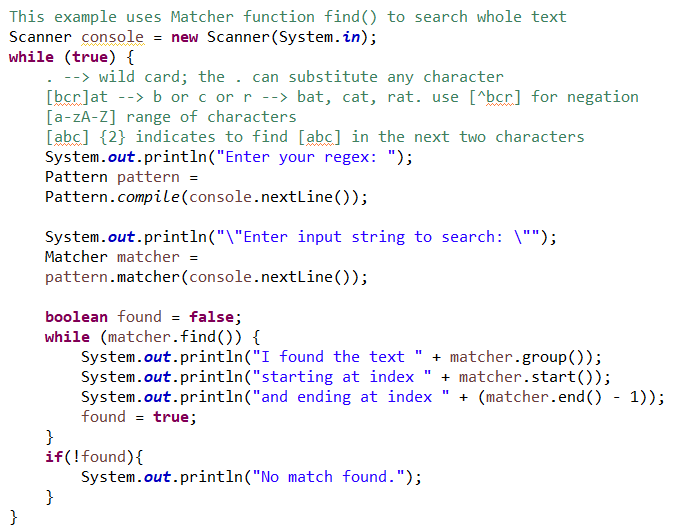 This example uses Matcher function find() to search whole text
Scanner console = new Scanner(System.in);
while (true) {
    . --> wild card; the . can substitute any character
    [bcr]at --> b or c or r --> bat, cat, rat. use [^bcr] for negation
    [a-zA-Z] range of characters
    [abc] {2} indicates to find [abc] in the next two characters
    System.out.println("Enter your regex: ");
    Pattern pattern =
    Pattern.compile(console.nextLine());

    System.out.println("\"Enter input string to search: \"");
    Matcher matcher =
    pattern.matcher(console.nextLine());

    boolean found = false;
    while (matcher.find()) {
        System.out.println("I found the text " + matcher.group());
        System.out.println("starting at index " + matcher.start());
        System.out.println("and ending at index " + (matcher.end() - 1));
        found = true;
    }
    if(!found){
        System.out.println("No match found.");
    }
}